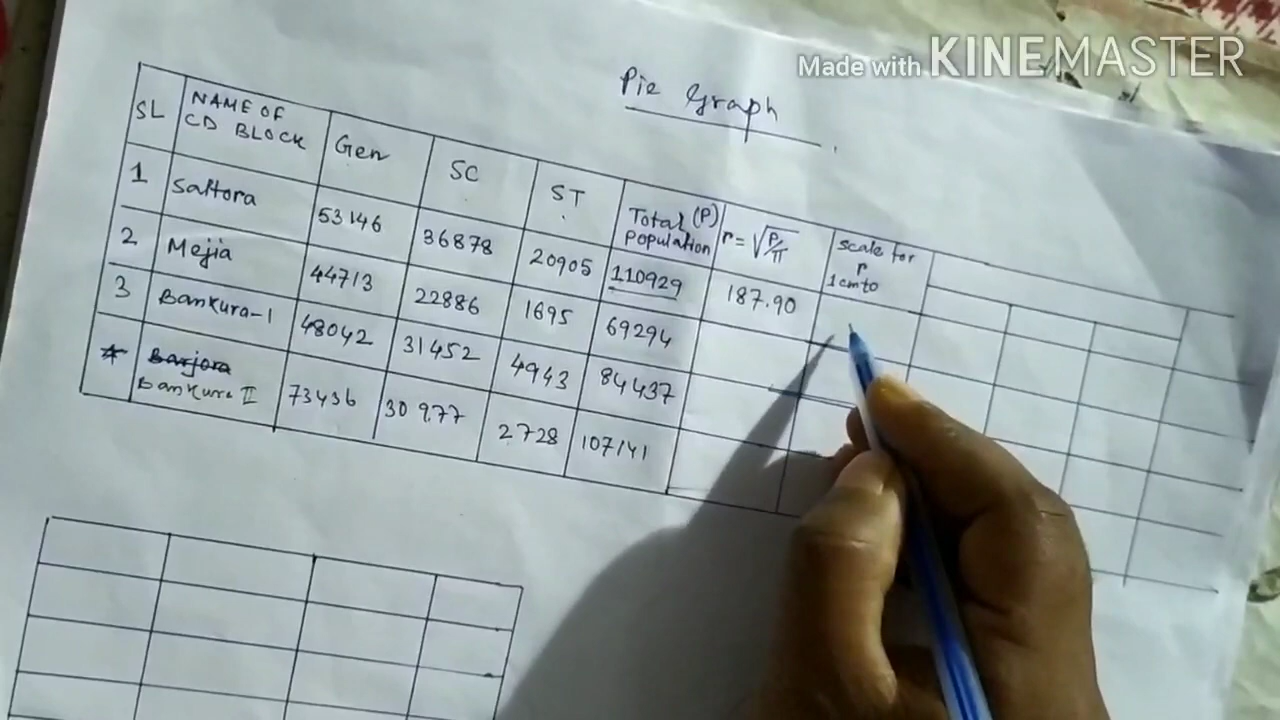 Made with KINEMASTER
Pie Graph
SL NAME OF CD BLOCK Gen SC ST Total (P) Population r = √P/π scale for r 1cm to
1 Saltora 53146 36878 20905 110929 187.90
2 Mejia 44713 22886 1695 69294
3 Bankura-1 48042 31452 4943 84437
* Barjora
Bankura II 73436 30977 2728 107141